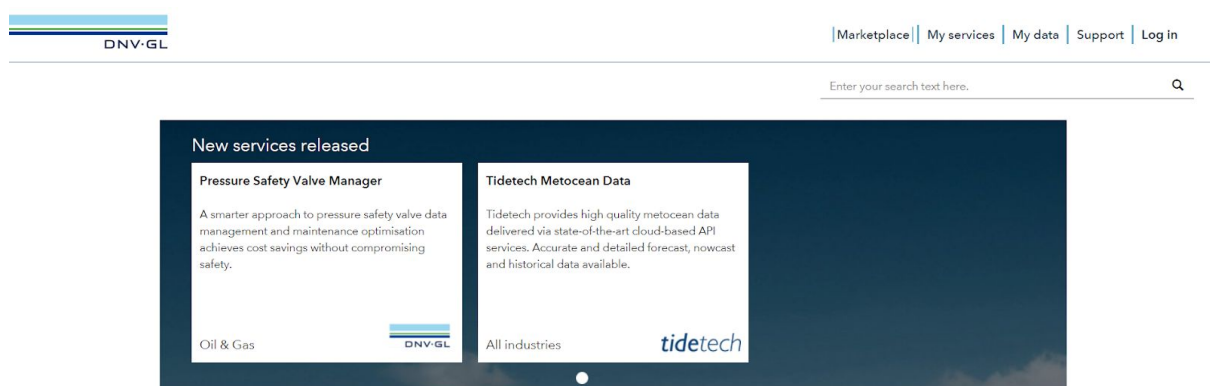 DNV·GL
Marketplace My services My data Support Log in
Enter your search text here.
New services released
Pressure Safety Valve Manager
A smarter approach to pressure safety valve data
management and maintenance optimisation
achieves cost savings without compromising
safety.
Oil & Gas
DNV·GL
Tidetech Metocean Data
Tidetech provides high quality metocean data
delivered via state-of-the-art cloud-based API
services. Accurate and detailed forecast, nowcast
and historical data available.
All industries
tidetech